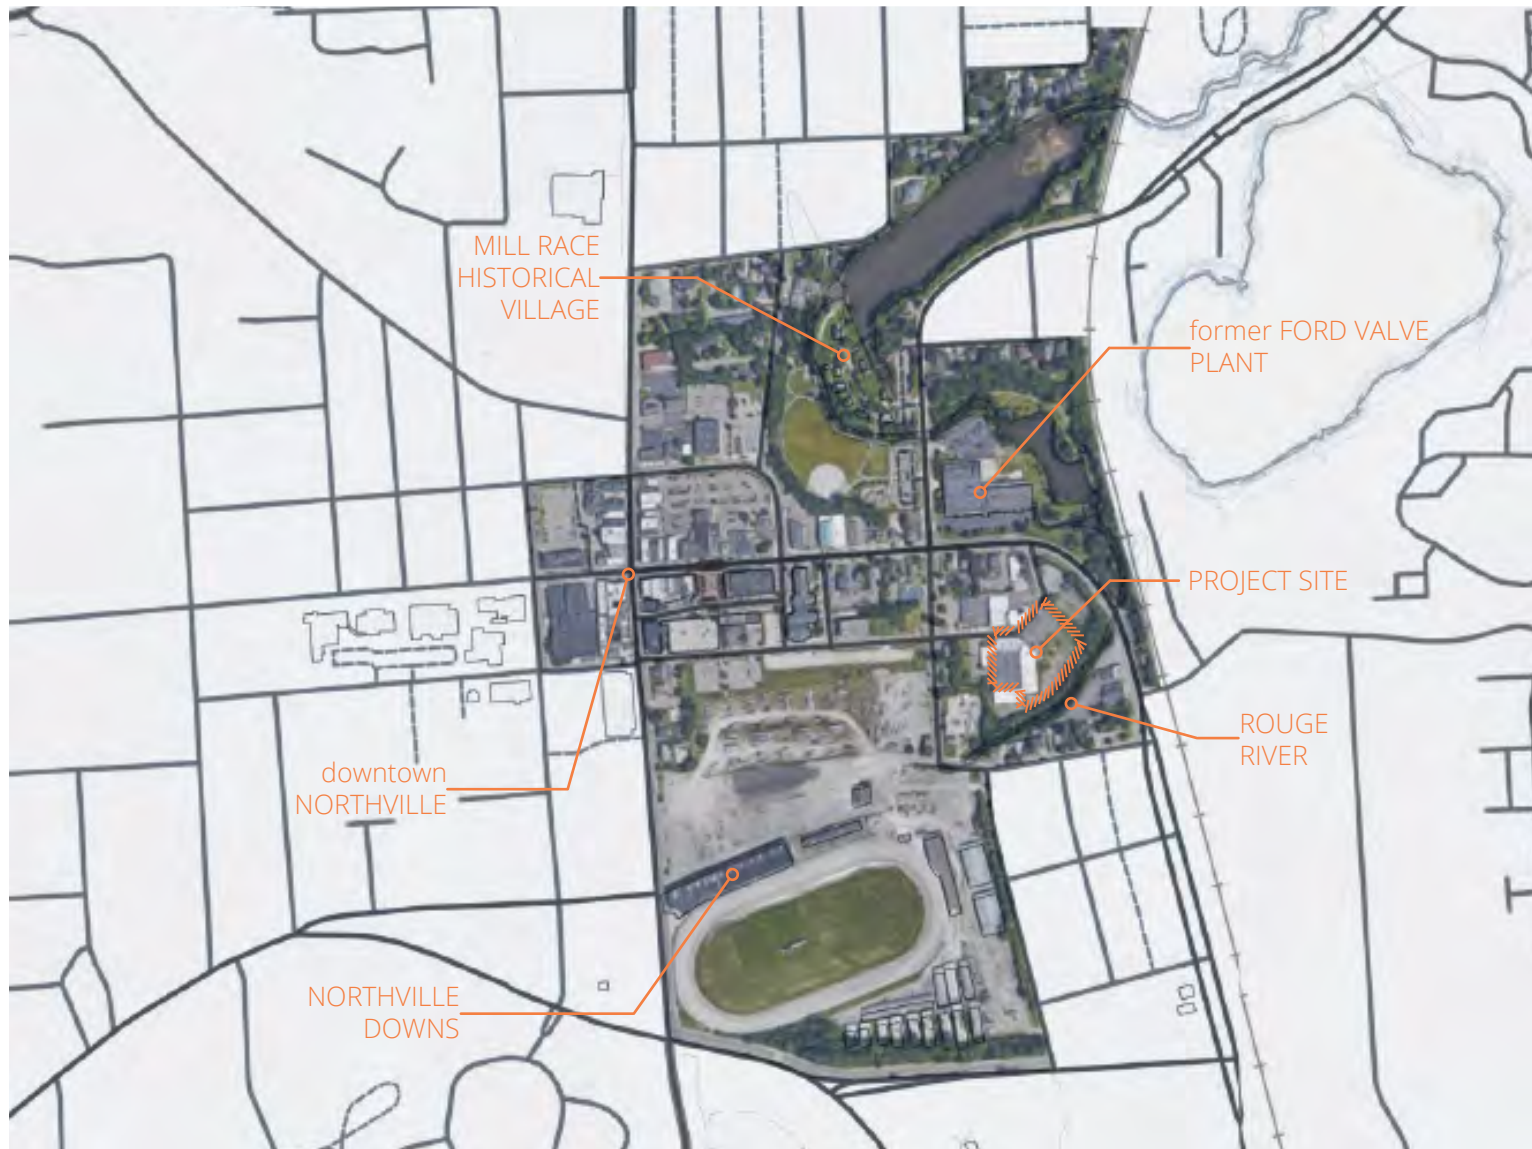 MILL RACE
HISTORICAL
VILLAGE
former FORD VALVE
PLANT
PROJECT SITE
ROUGE
RIVER
downtown
NORTHVILLE
NORTHVILLE
DOWNS